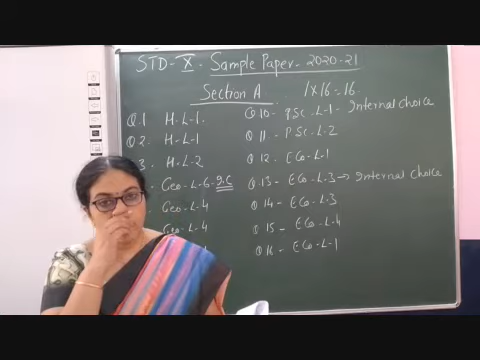 STD-X - Sample Paper - 2020-21
Section A 1x16=16
Q.1 H-L-1.
Q.2. H-L-1
3. H-L-2
Geo-L-6-I.C
Geo-L-4
Geo-L-4
Q.10- PSc-L-1- Internal choice
Q.11- PSc-L-2
Q.12- Eco-L-1
Q.13- Eco-L-3→ Internal choice
Q.14- Eco-L-3
Q.15- Eco-L-4
Q.16- Eco-L-1